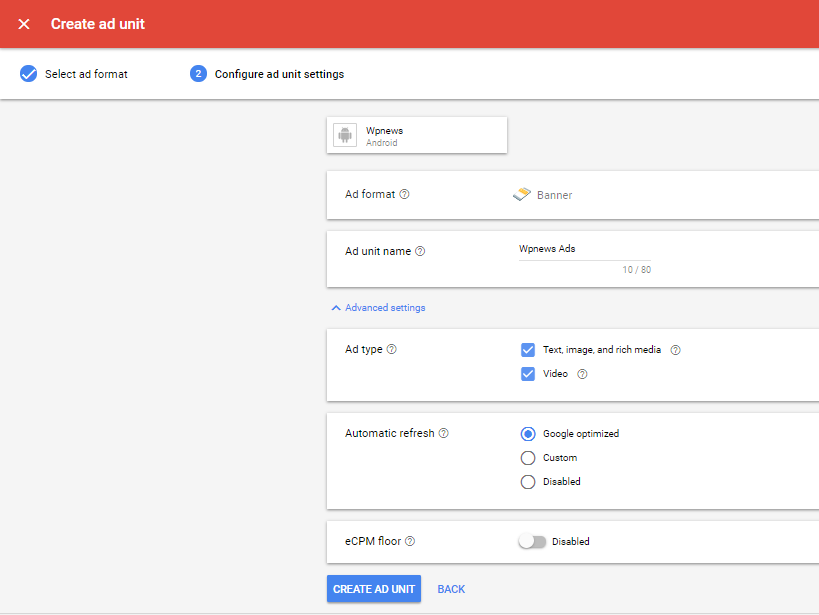 Create ad unit
Select ad format
2 Configure ad unit settings
Wpnews
Android
Ad format
Banner
Ad unit name
Wpnews Ads
10 / 80
Advanced settings
Ad type
Text, image, and rich media
Video
Automatic refresh
Google optimized
Custom
Disabled
eCPM floor
Disabled
CREATE AD UNIT
BACK